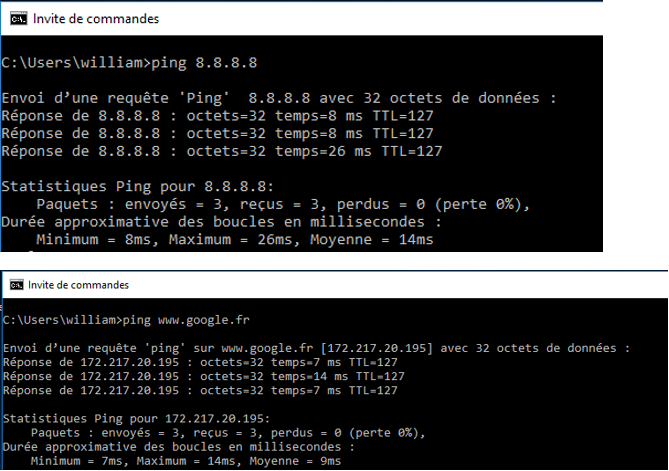 Invite de commandes
C:\Users\william>ping 8.8.8.8
Envoi d’une requête 'Ping'  8.8.8.8 avec 32 octets de données :
Réponse de 8.8.8.8 : octets=32 temps=8 ms TTL=127
Réponse de 8.8.8.8 : octets=32 temps=8 ms TTL=127
Réponse de 8.8.8.8 : octets=32 temps=26 ms TTL=127
Statistiques Ping pour 8.8.8.8:
    Paquets : envoyés = 3, reçus = 3, perdus = 0 (perte 0%),
Durée approximative des boucles en millisecondes :
    Minimum = 8ms, Maximum = 26ms, Moyenne = 14ms
Invite de commandes
C:\Users\william>ping www.google.fr
Envoi d’une requête 'ping' sur www.google.fr [172.217.20.195] avec 32 octets de données :
Réponse de 172.217.20.195 : octets=32 temps=7 ms TTL=127
Réponse de 172.217.20.195 : octets=32 temps=14 ms TTL=127
Réponse de 172.217.20.195 : octets=32 temps=7 ms TTL=127
Statistiques Ping pour 172.217.20.195:
    Paquets : envoyés = 3, reçus = 3, perdus = 0 (perte 0%),
Durée approximative des boucles en millisecondes :
    Minimum = 7ms, Maximum = 14ms, Moyenne = 9ms